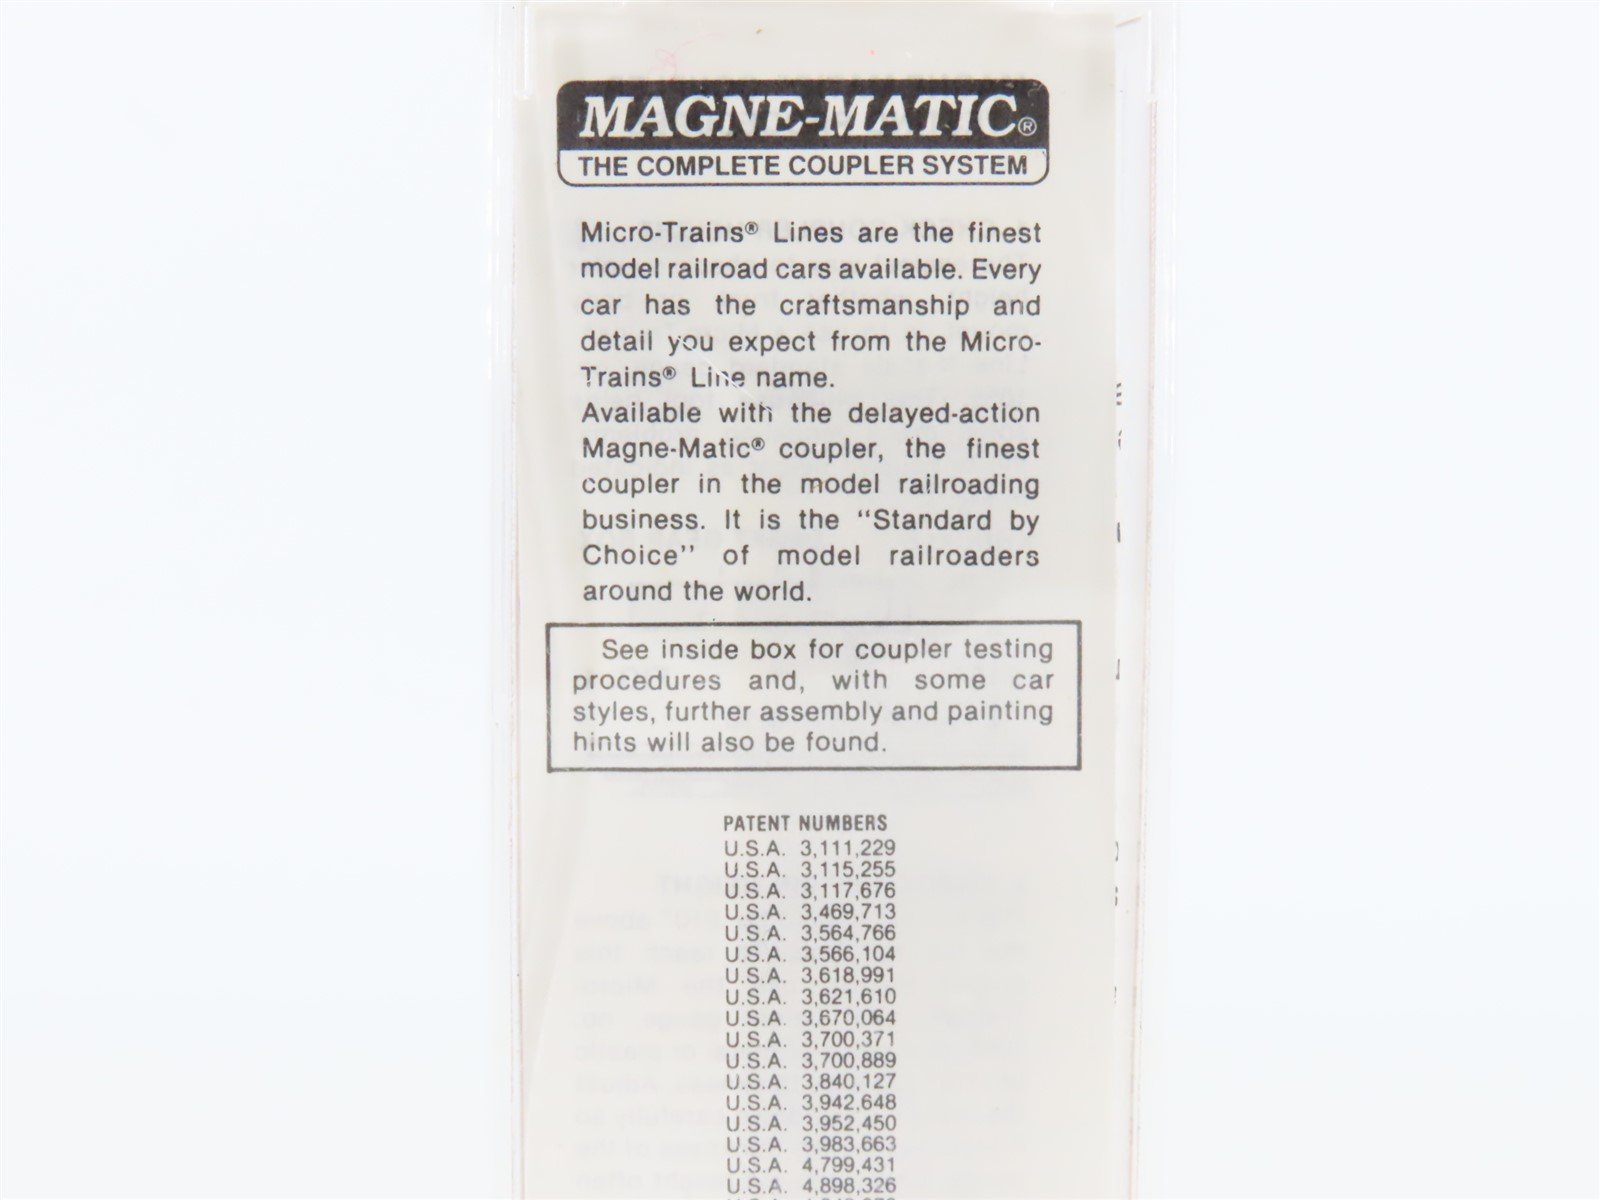 MAGNE-MATIC®
THE COMPLETE COUPLER SYSTEM
Micro-Trains® Lines are the finest
model railroad cars available. Every
car has the craftsmanship and
detail you expect from the Micro-
Trains® Line name.
Available with the delayed-action
Magne-Matic® coupler, the finest
coupler in the model railroading
business. It is the "Standard by
Choice" of model railroaders
around the world.
See inside box for coupler testing
procedures and, with some car
styles, further assembly and painting
hints will also be found.
PATENT NUMBERS
U.S.A. 3,111,229
U.S.A. 3,115,255
U.S.A. 3,117,676
U.S.A. 3,469,713
U.S.A. 3,564,766
U.S.A. 3,566,104
U.S.A. 3,618,991
U.S.A. 3,621,610
U.S.A. 3,670,064
U.S.A. 3,700,371
U.S.A. 3,700,889
U.S.A. 3,840,127
U.S.A. 3,942,648
U.S.A. 3,952,450
U.S.A. 3,983,663
U.S.A. 4,799,431
U.S.A. 4,898,326